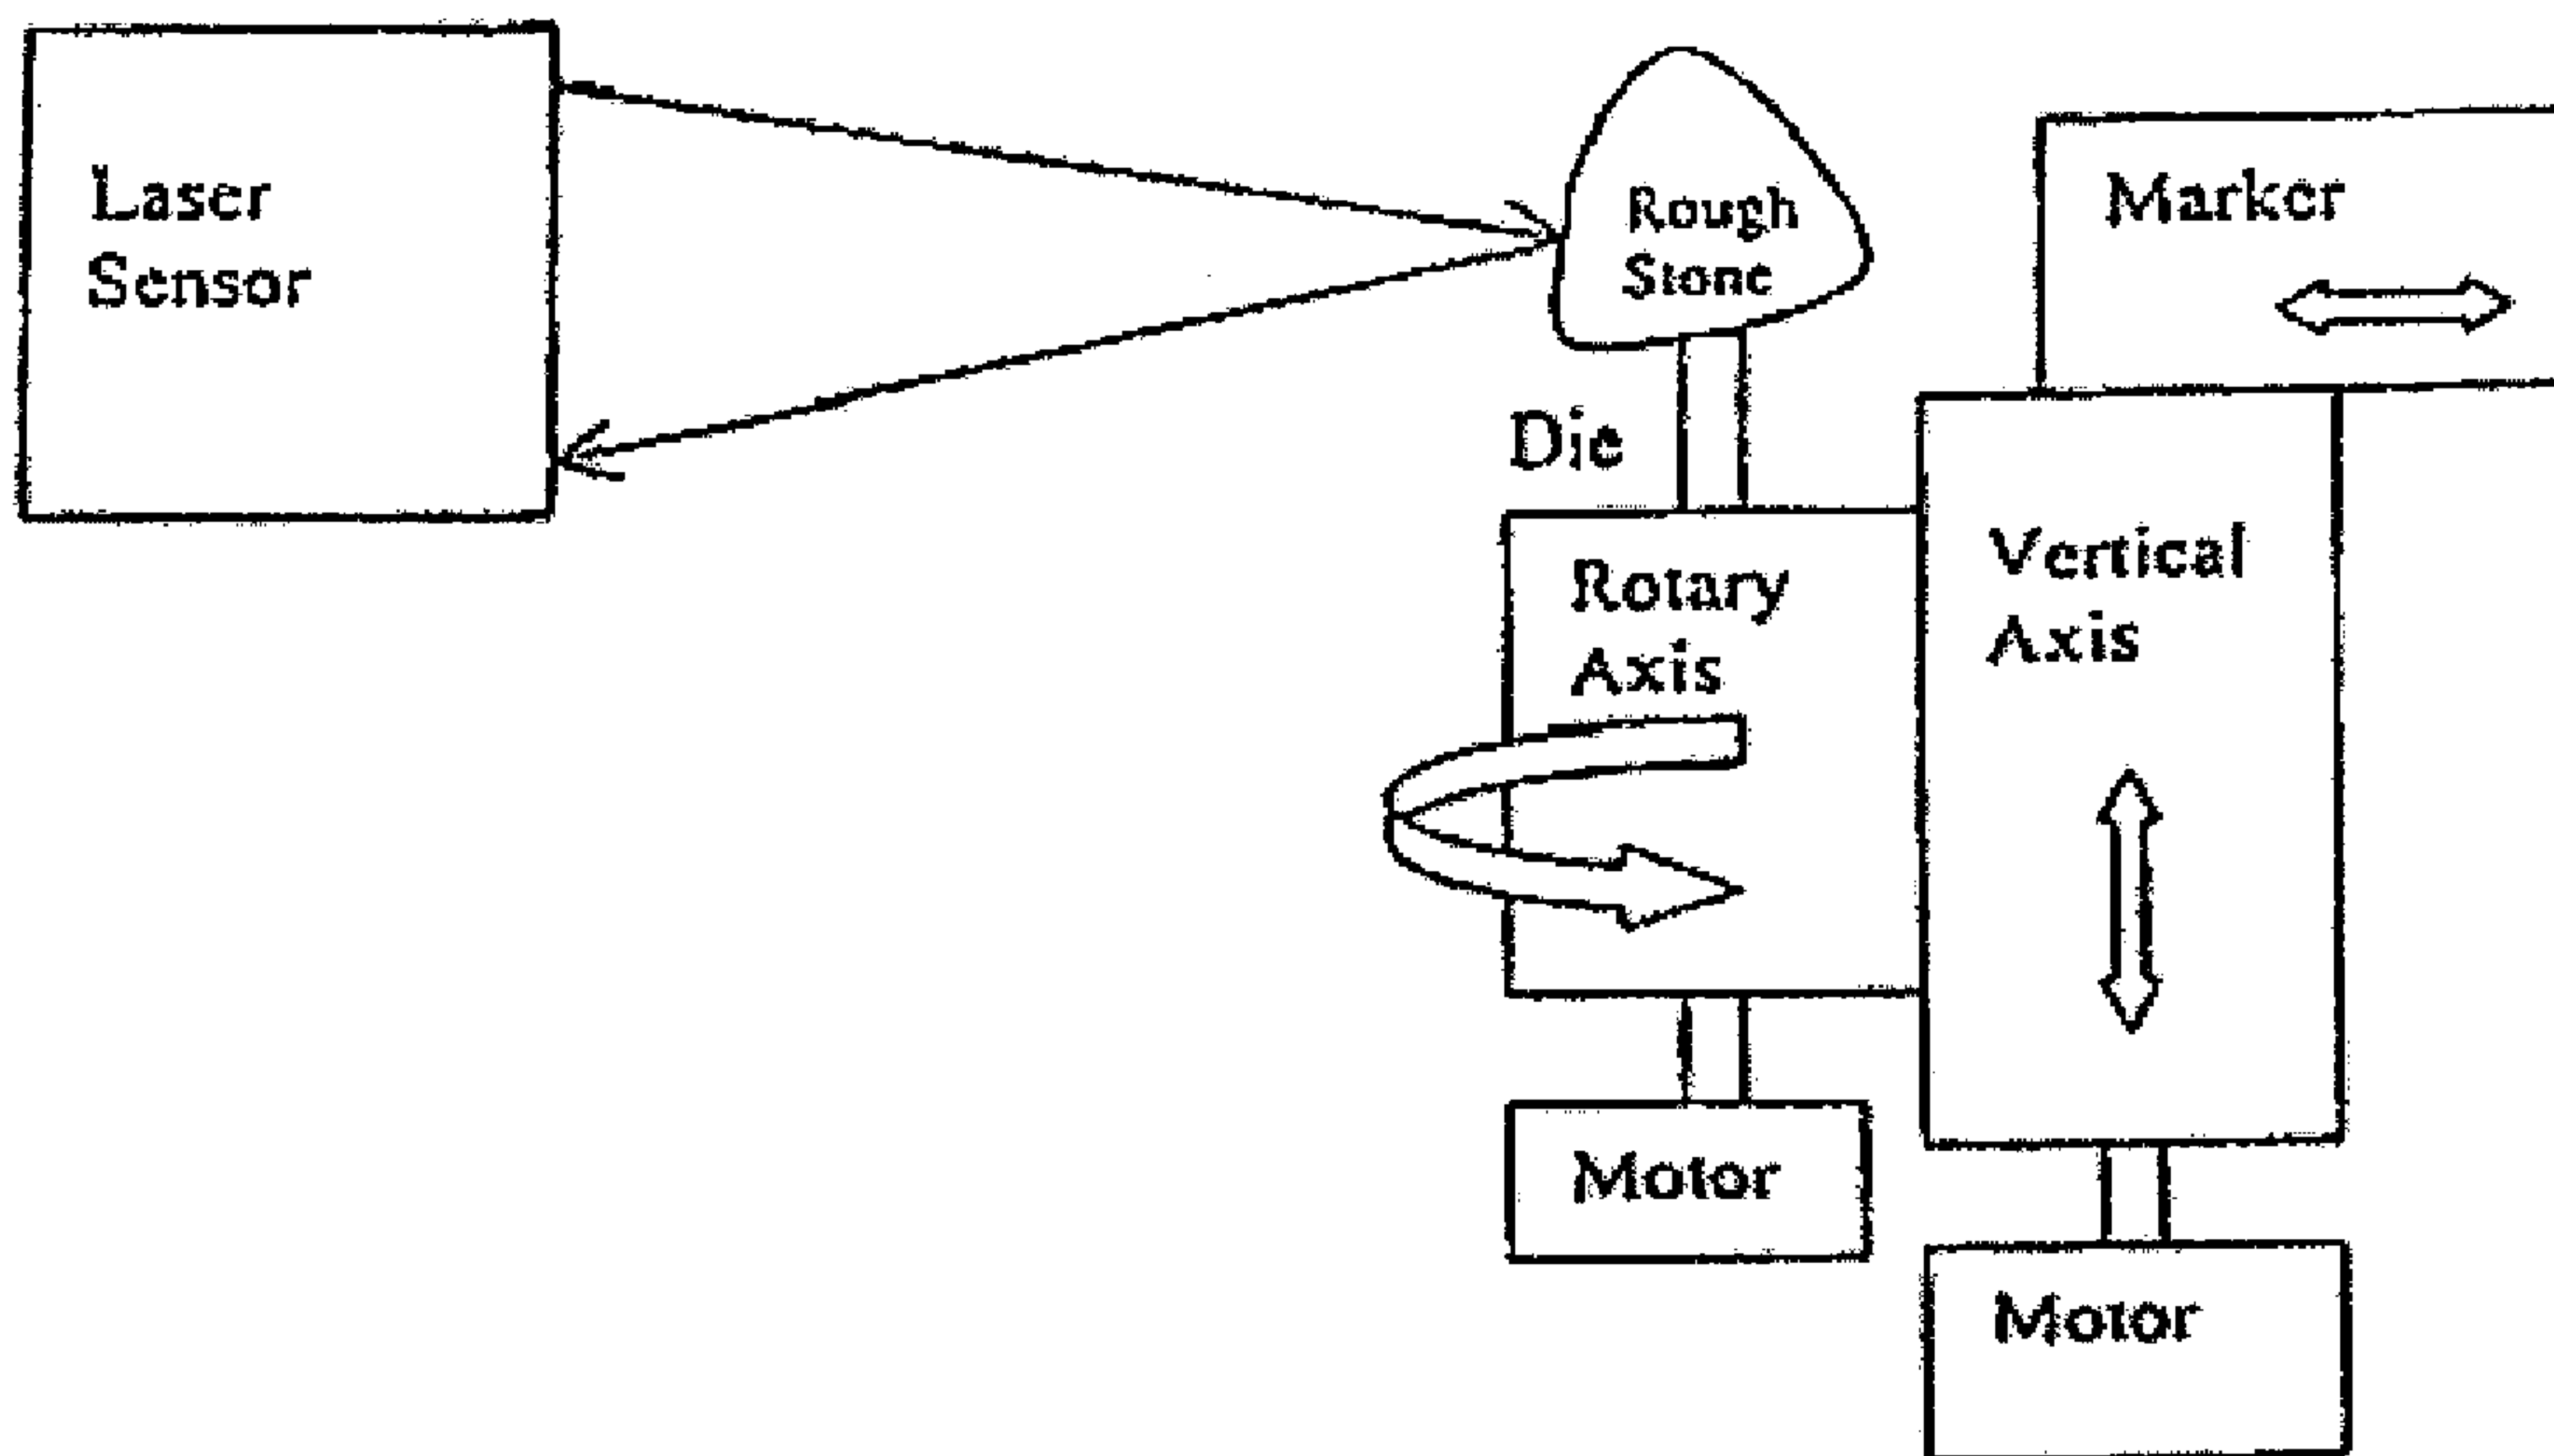 Laser
Sensor
Rough
Stone
Marker
Die
Rotary
Axis
Vertical
Axis
Motor
Motor